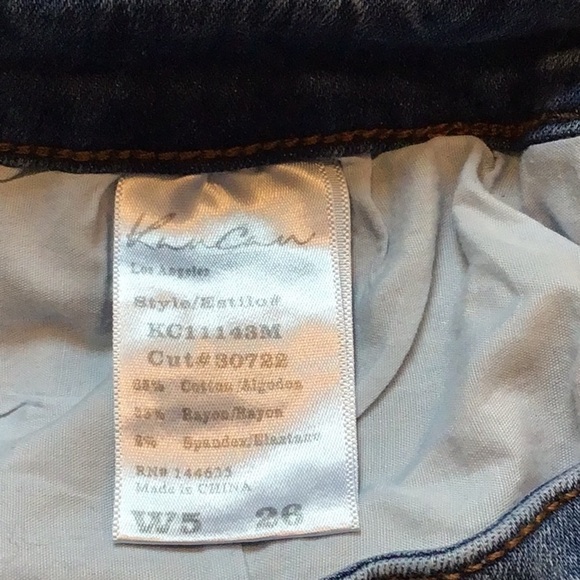 KanCan
Los Angeles
Style/Estilo#
KC11143M
Cut#30722
Cotton/Algodon
Rayon/Rayon
2% Spandex/Elastane
RN# 144635
Made in CHINA
W5 26